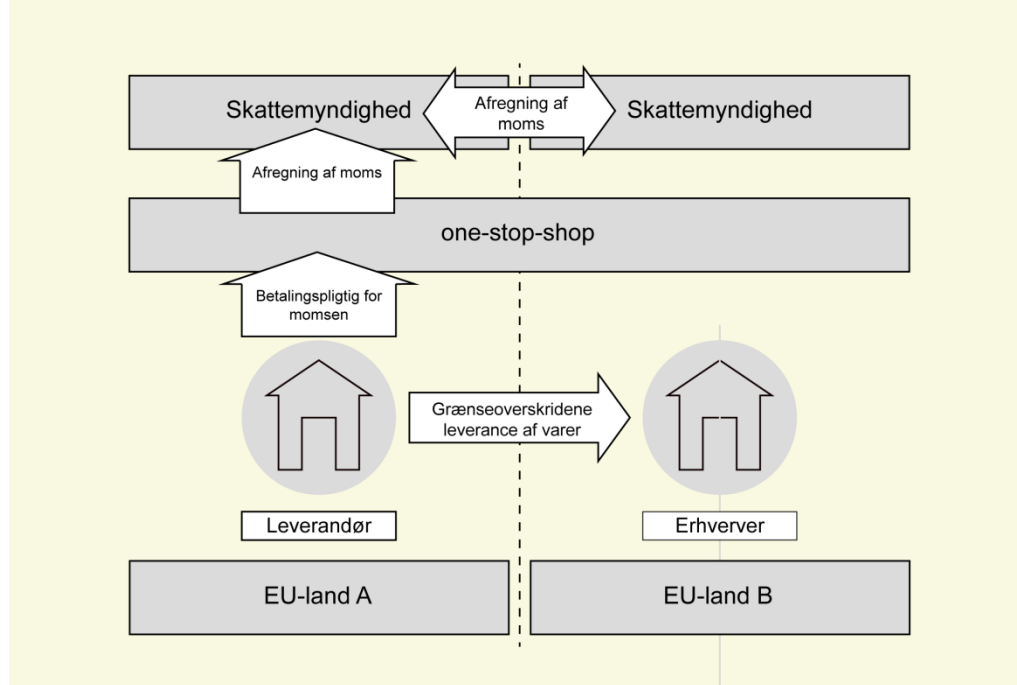 Skattemyndighed
Afregning af
moms
Skattemyndighed
Afregning af moms
one-stop-shop
Betalingspligtig for
momsen
Grænseoverskridene
leverance af varer
Leverandør
Erhverver
EU-land A
EU-land B